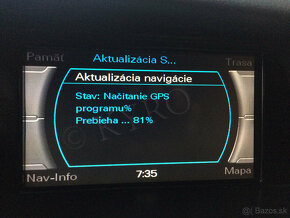 Pamäť
Aktualizácia S...
Trasa
Aktualizácia navigácie
Stav: Načítanie GPS
programu%
Prebieha ... 81%
Nav-Info
7:35
Mapa
bazos.sk